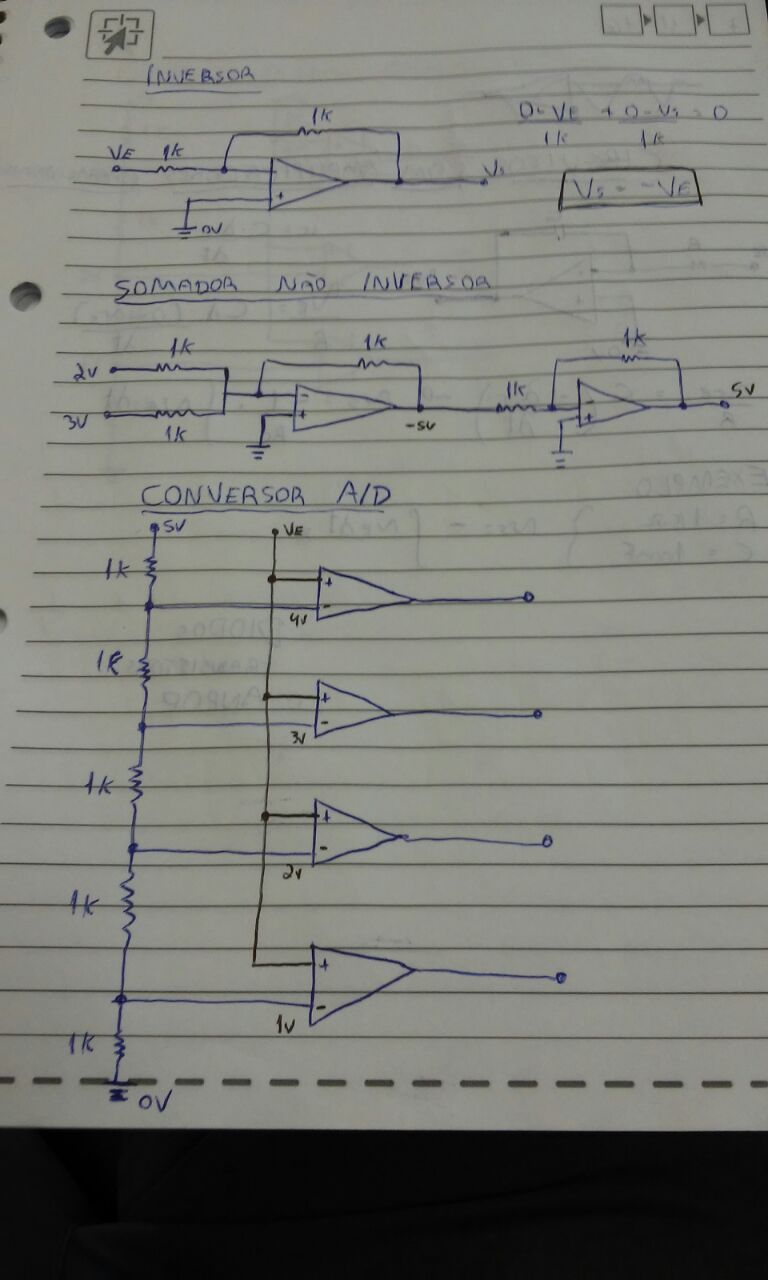 INVERSOR
1K
VE 1K
- 
+
VS
0V
0-VE + 0-VS = 0
1K 1K
VS = -VE
SOMADOR NÃO INVERSOR
2V 1K
3V 1K
1K
-
+
-5V
1K
1K
-
+
5V
CONVERSOR A/D
5V VE
1K
+
-
4V
1K
+
-
3V
1K
+
-
2V
1K
+
-
1V
1K
0V